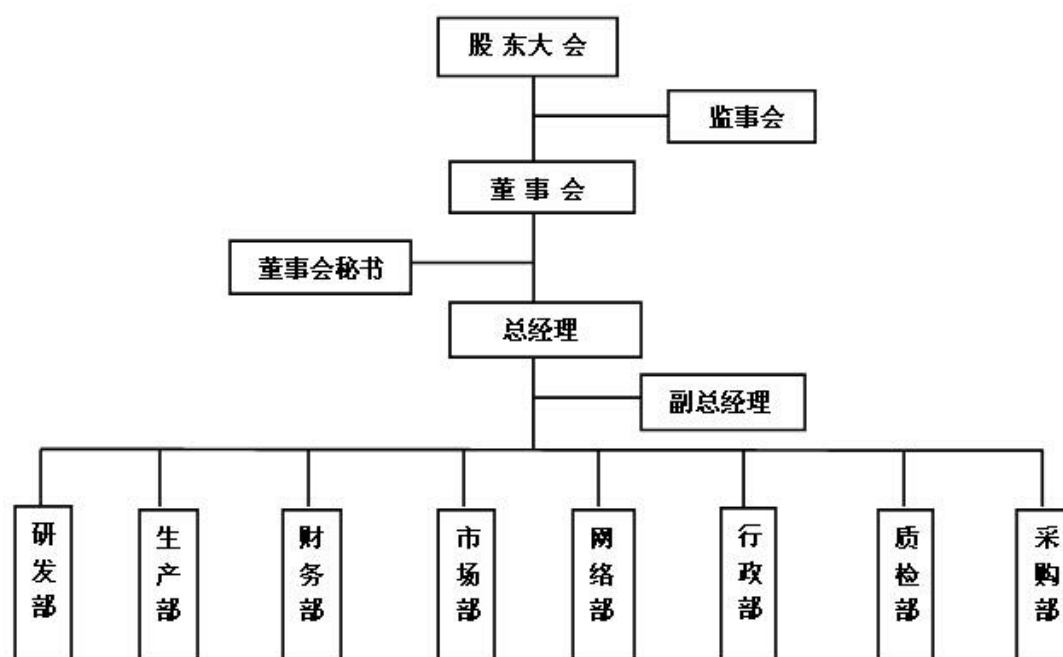 股东大会
监事会
董事会
董事会秘书
总经理
副总经理
研发部
生产部
财务部
市场部
网络部
行政部
质检部
采购部